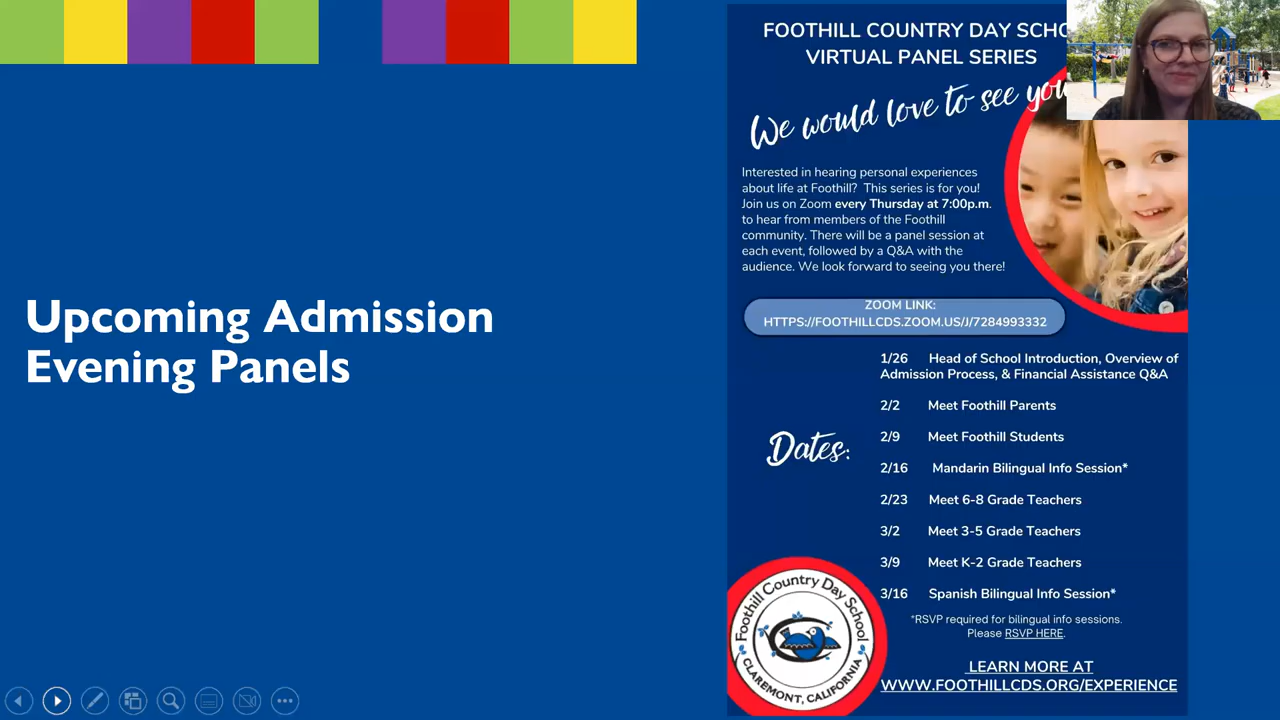 Upcoming Admission
Evening Panels
FOOTHILL COUNTRY DAY SCHO
VIRTUAL PANEL SERIES
We would love to see you
Interested in hearing personal experiences
about life at Foothill? This series is for you!
Join us on Zoom every Thursday at 7:00p.m.
to hear from members of the Foothill
community. There will be a panel session at
each event, followed by a Q&A with the
audience. We look forward to seeing you there!
ZOOM LINK:
HTTPS://FOOTHILLCDS.ZOOM.US/J/7284993332
Dates:
1/26 Head of School Introduction, Overview of
Admission Process, & Financial Assistance Q&A
2/2 Meet Foothill Parents
2/9 Meet Foothill Students
2/16 Mandarin Bilingual Info Session*
2/23 Meet 6-8 Grade Teachers
3/2 Meet 3-5 Grade Teachers
3/9 Meet K-2 Grade Teachers
3/16 Spanish Bilingual Info Session*
*RSVP required for bilingual info sessions.
Please RSVP HERE.
LEARN MORE AT
WWW.FOOTHILLCDS.ORG/EXPERIENCE
Foothill Country Day School
CLAREMONT, CALIFORNIA